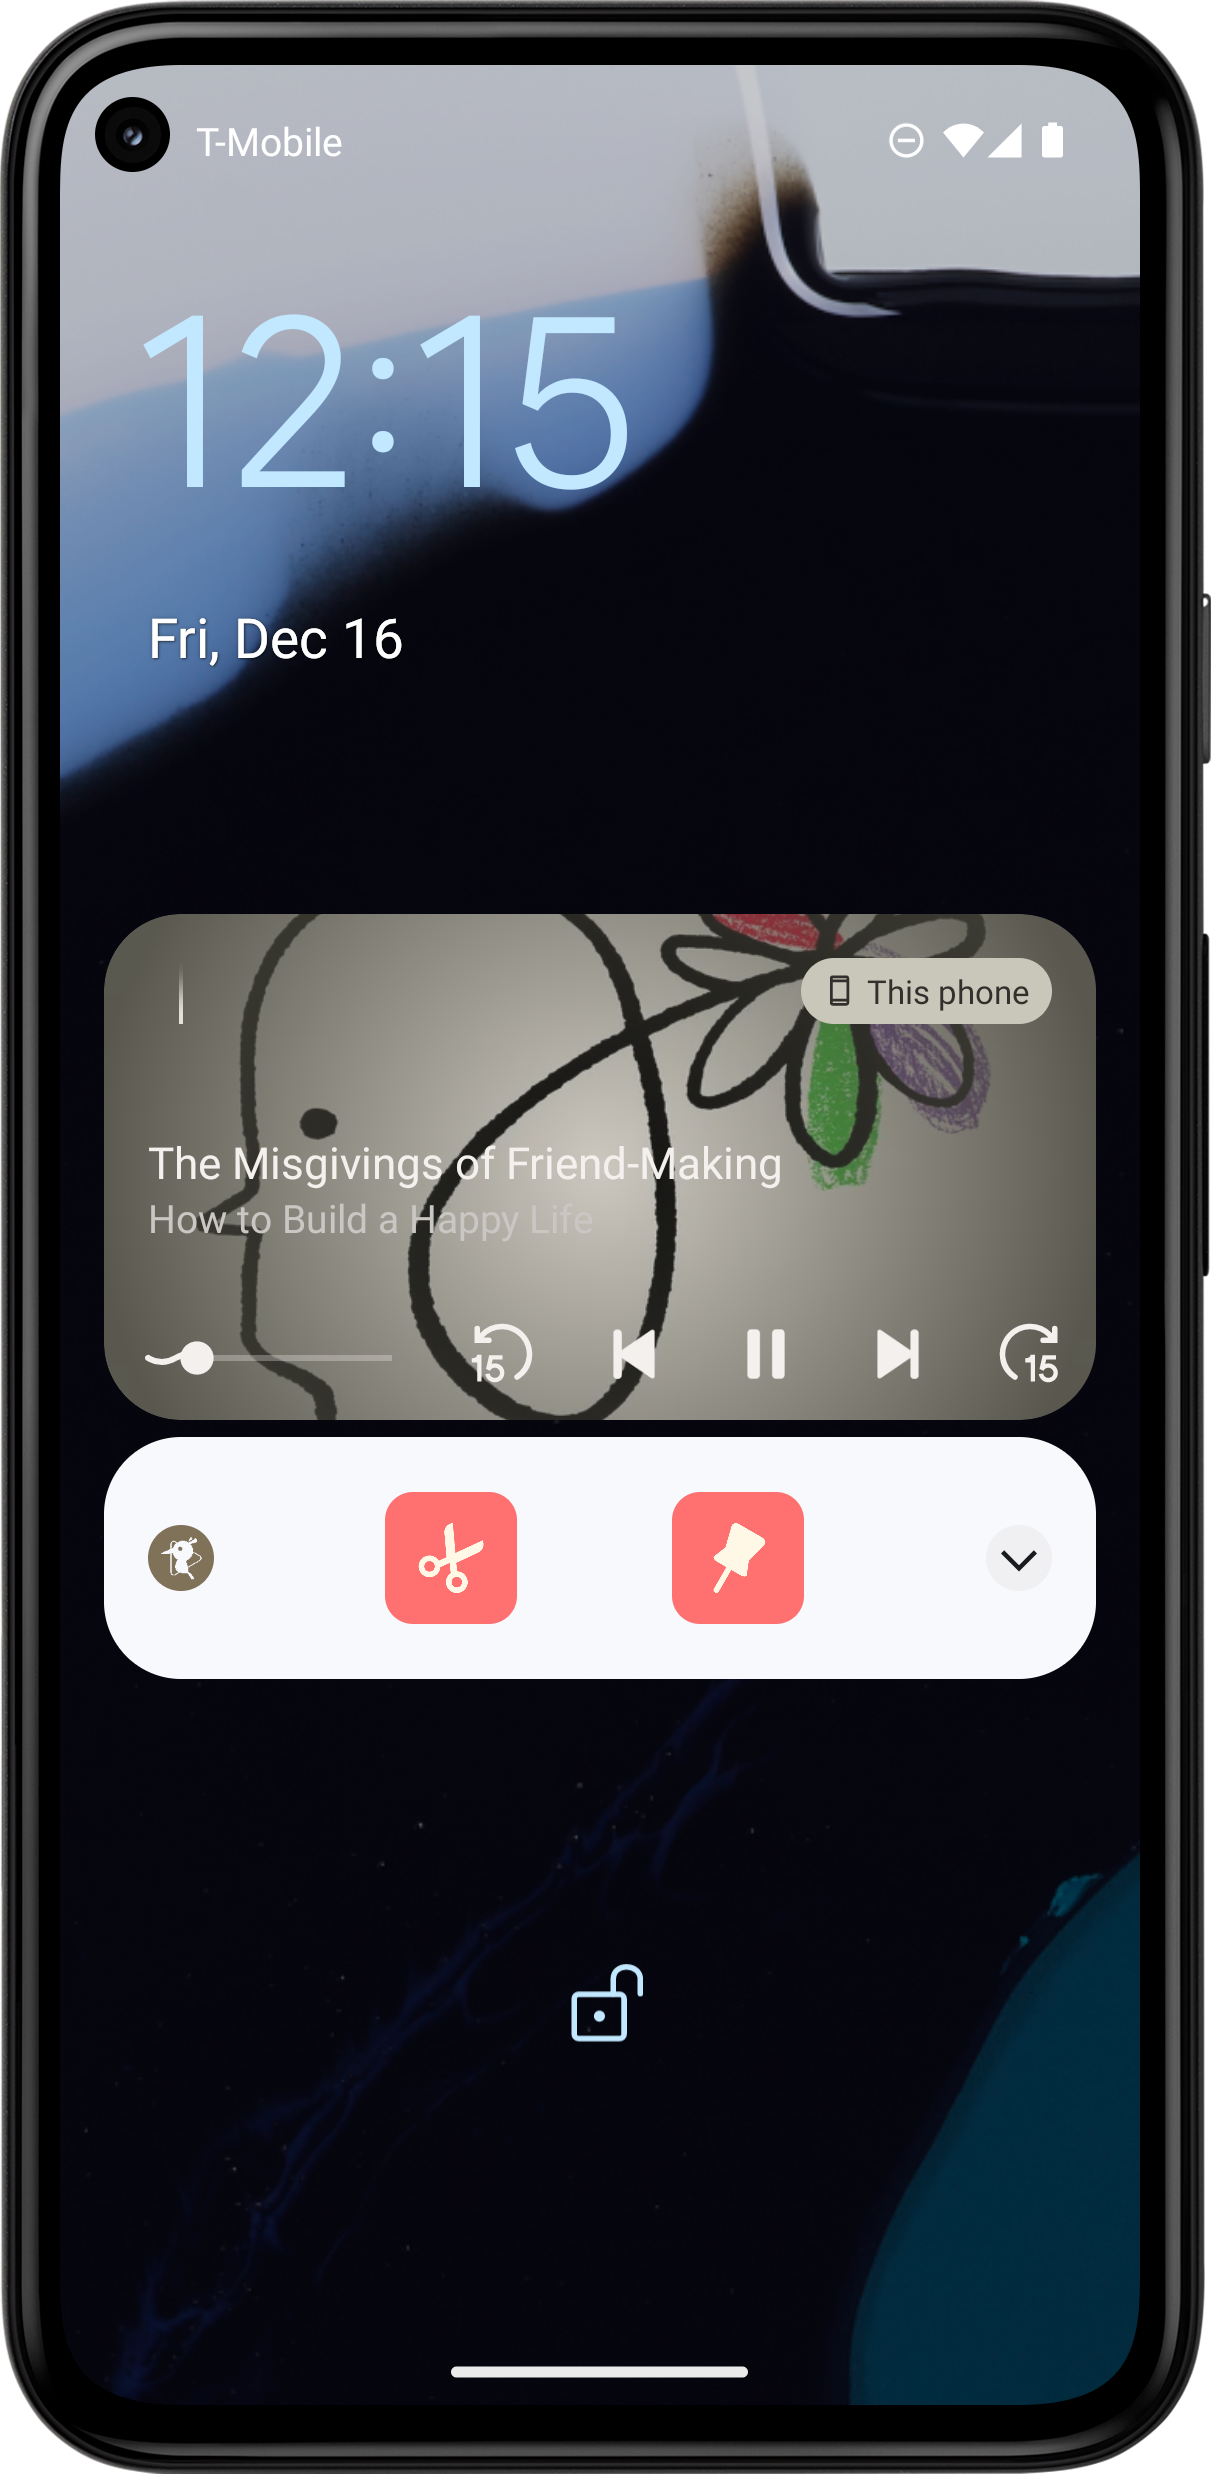 T-Mobile
12:15
Fri, Dec 16
This phone
The Misgivings of Friend-Making
How to Build a Happy Life
15
15